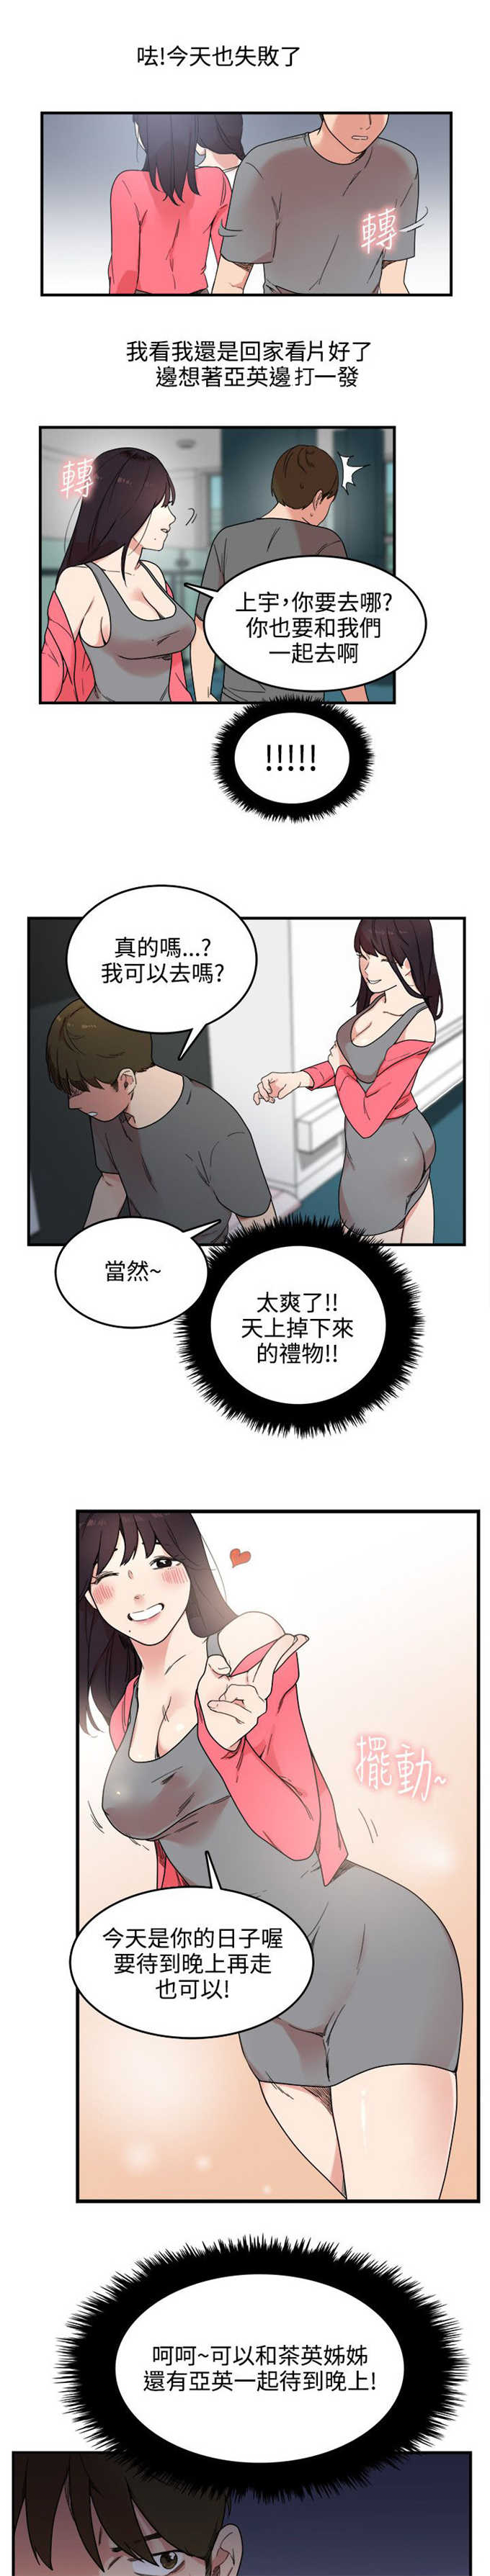 呿!今天也失敗了
轉
我看我還是回家看片好了
邊想著亞英邊打一發
轉
上宇,你要去哪?
你也要和我們
一起去啊
!!!!!
真的嗎...?
我可以去嗎?
當然~
太爽了!!
天上掉下來
的禮物!!
擺動~
今天是你的日子喔
要待到晚上再走
也可以!
呵呵~可以和茶英姊姊
還有亞英一起待到晚上!